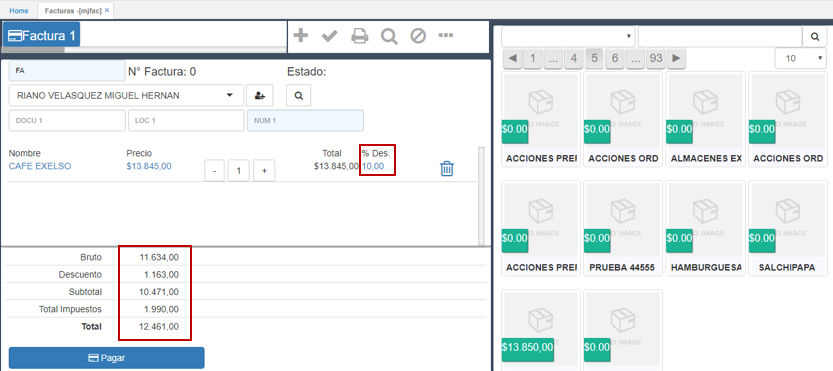 Home
Facturas -[mjfac] ×
Factura 1
FA
N° Factura: 0
Estado:
RIANO VELASQUEZ MIGUEL HERNAN
DOCU 1
LOC 1
NUM 1
Nombre Precio Total % Des.
CAFE EXELSO $13.845,00 - 1 + $13.845,00 10,00
Bruto 11.634,00
Descuento 1.163,00
Subtotal 10.471,00
Total Impuestos 1.990,00
Total 12.461,00
Pagar
1 ... 4 5 6 ... 93
10
$0.00
ACCIONES PREF
$0.00
ACCIONES ORD
$0.00
ALMACENES EX
$0.00
ACCIONES ORD
$0.00
ACCIONES PREF
$0.00
PRUEBA 44555
$0.00
HAMBURGUESA
$0.00
SALCHIPAPA
$13.850,00
$0.00